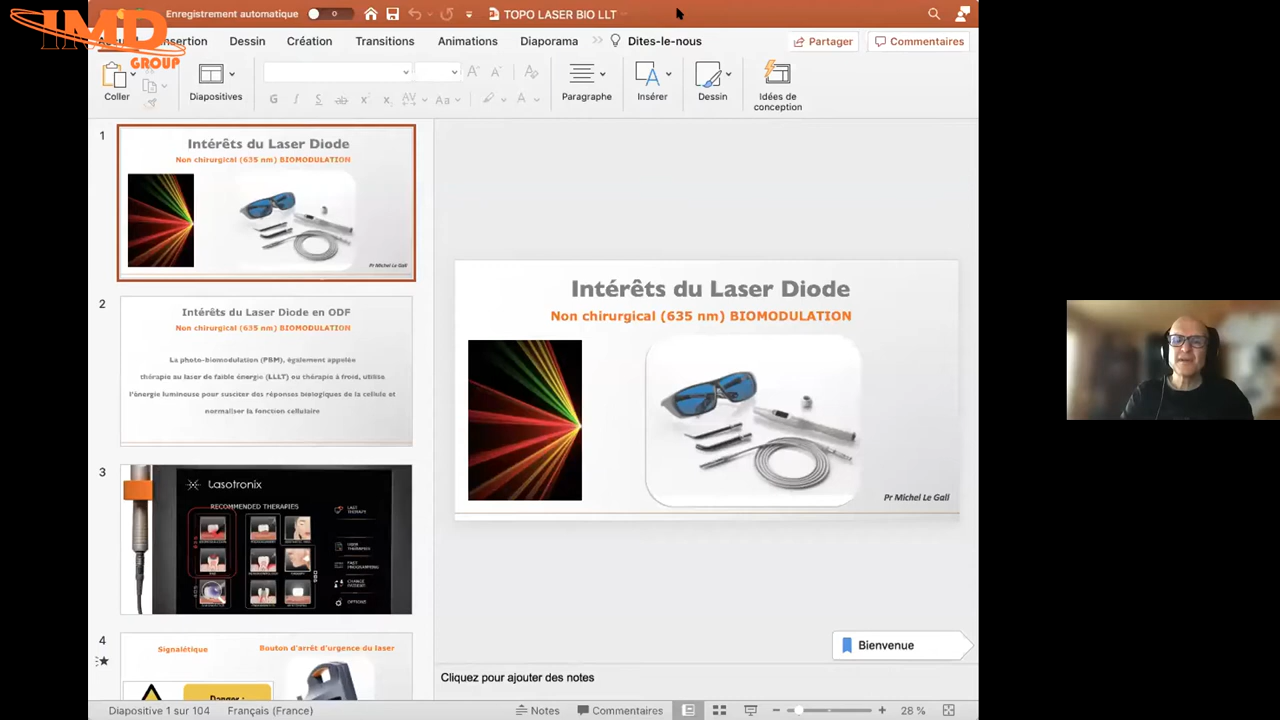 IMD
GROUP
Enregistrement automatique
0
TOPO LASER BIO LLT
Insertion
Dessin
Création
Transitions
Animations
Diaporama
Dites-le-nous
Partager
Commentaires
Coller
Diapositives
Paragraphe
Insérer
Dessin
Idées de
conception
1
Intérêts du Laser Diode
Non chirurgical (635 nm) BIOMODULATION
Pr Michel Le Gall
2
Intérêts du Laser Diode en ODF
Non chirurgical (635 nm) BIOMODULATION
La photo-biomodulation (PBM), également appelée
thérapie au laser de faible énergie (LLLT) ou thérapie à froid, utilise
l'énergie lumineuse pour susciter des réponses biologiques de la cellule et
normaliser la fonction cellulaire
3
Lasotronix
RECOMMENDED THERAPIES
LAST
THERAPY
CHANGE
PATIENT
OPTIONS
4
Signalétique
Bouton d'arrêt d'urgence du laser
Danger :
Intérêts du Laser Diode
Non chirurgical (635 nm) BIOMODULATION
Pr Michel Le Gall
Bienvenue
Cliquez pour ajouter des notes
Diapositive 1 sur 104
Français (France)
Notes
Commentaires
28 %